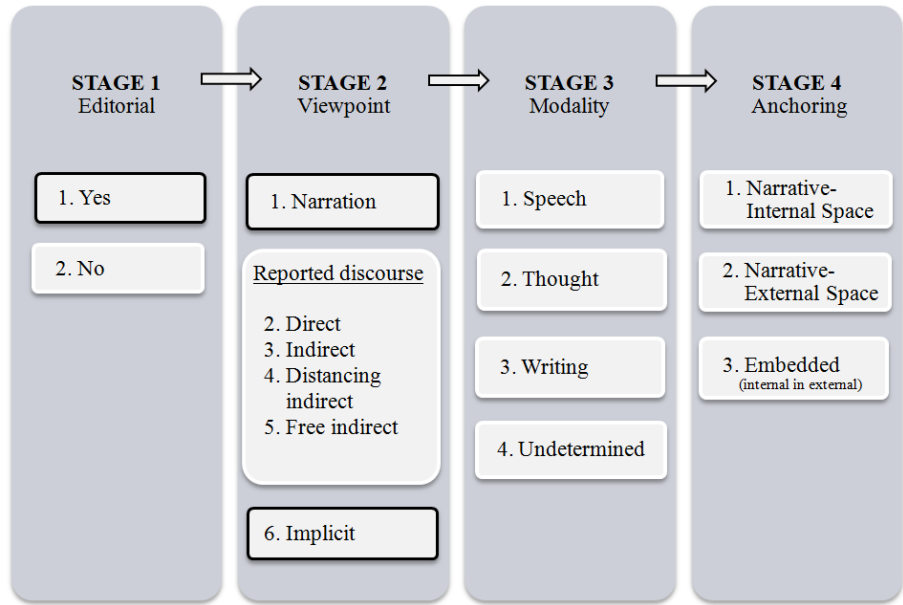 STAGE 1
Editorial
1. Yes
2. No
STAGE 2
Viewpoint
1. Narration
Reported discourse
2. Direct
3. Indirect
4. Distancing
indirect
5. Free indirect
6. Implicit
STAGE 3
Modality
1. Speech
2. Thought
3. Writing
4. Undetermined
STAGE 4
Anchoring
1. Narrative-
Internal Space
2. Narrative-
External Space
3. Embedded
(internal in external)